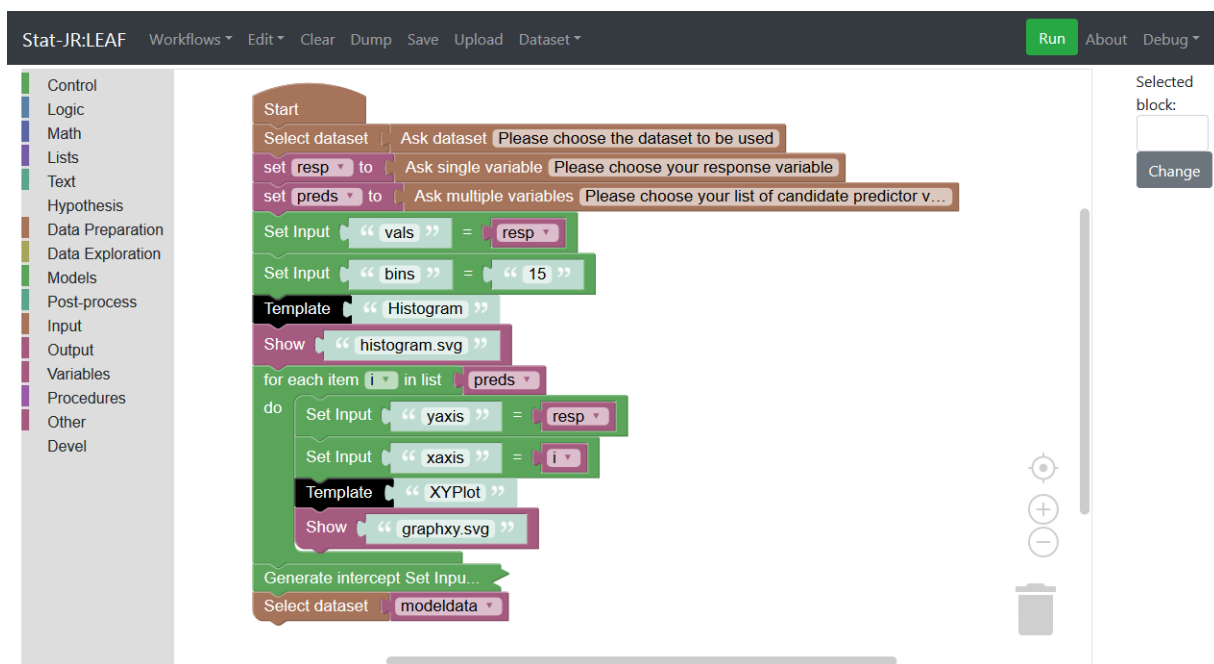 Stat-JR:LEAF Workflows Edit Clear Dump Save Upload Dataset Run About Debug
Control
Logic
Math
Lists
Text
Hypothesis
Data Preparation
Data Exploration
Models
Post-process
Input
Output
Variables
Procedures
Other
Devel
Start
Select dataset Ask dataset Please choose the dataset to be used
set resp to Ask single variable Please choose your response variable
set preds to Ask multiple variables Please choose your list of candidate predictor v...
Set Input “ vals ” = resp
Set Input “ bins ” = “ 15 ”
Template “ Histogram ”
Show “ histogram.svg ”
for each item i in list preds
do Set Input “ yaxis ” = resp
Set Input “ xaxis ” = i
Template “ XYPlot ”
Show “ graphxy.svg ”
Generate intercept Set Inpu...
Select dataset modeldata
Selected
block:
Change